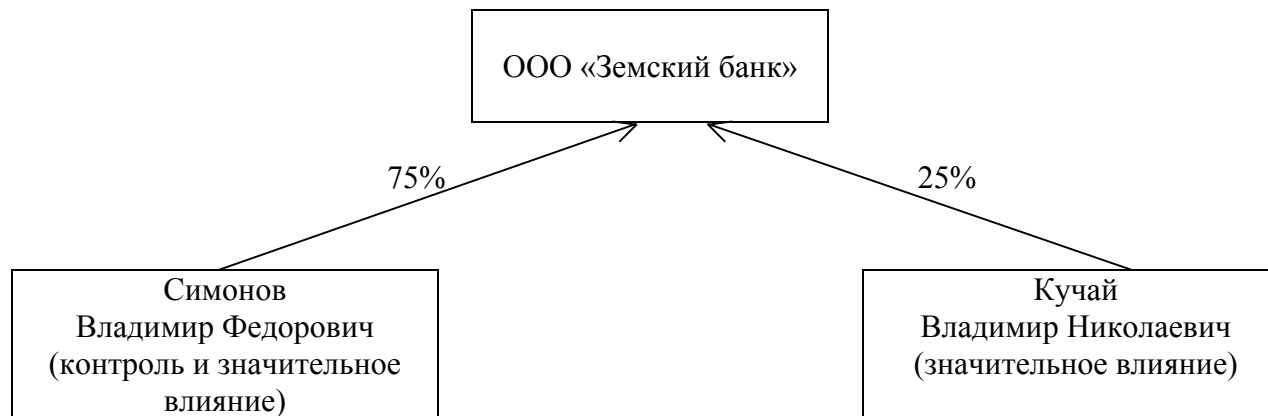 ООО «Земский банк»
75%
25%
Симонов
Владимир Федорович
(контроль и значительное
влияние)
Кучай
Владимир Николаевич
(значительное влияние)